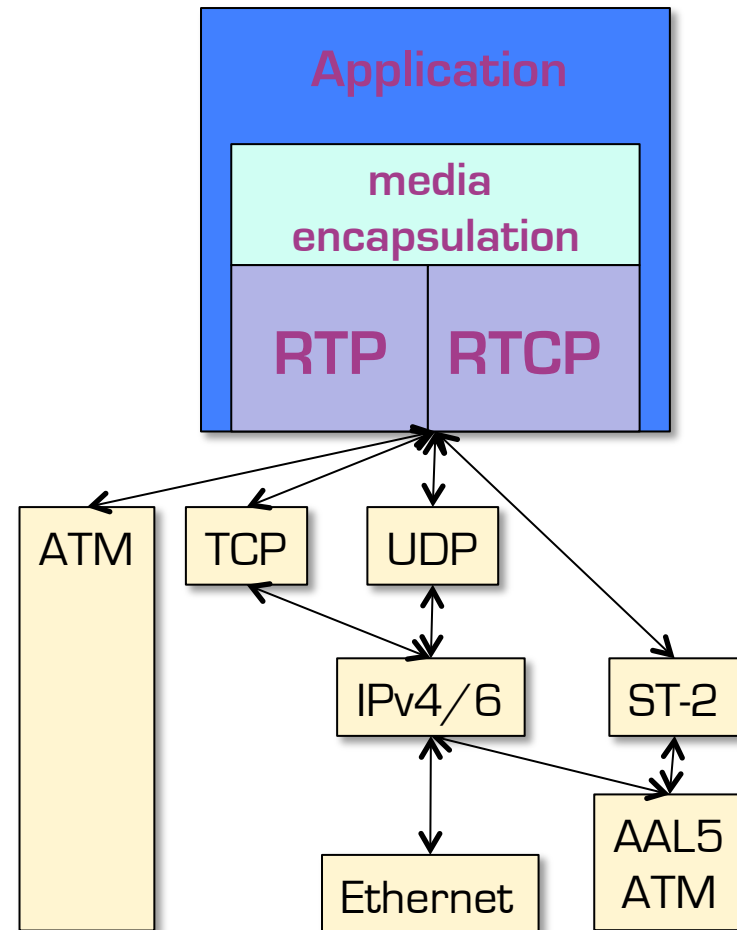 Application
media
encapsulation
RTP
RTCP
ATM
TCP
UDP
IPv4/6
ST-2
Ethernet
AAL5
ATM